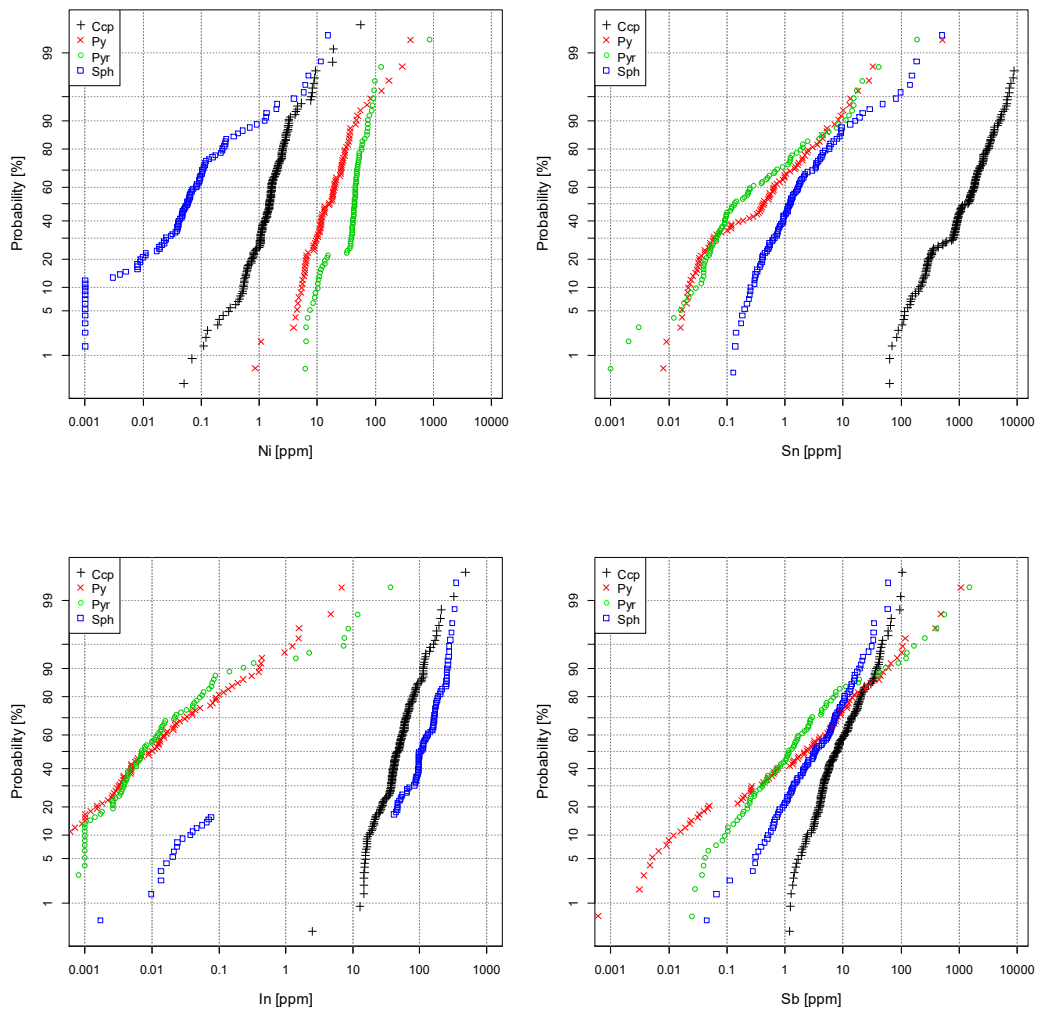 Ccp
Py
Pyr
Sph
99
90
80
60
40
20
10
5
1
Probability [%]
0.001 0.01 0.1 1 10 100 1000 10000
Ni [ppm]
Ccp
Py
Pyr
Sph
99
90
80
60
40
20
10
5
1
Probability [%]
0.001 0.01 0.1 1 10 100 1000 10000
Sn [ppm]
Ccp
Py
Pyr
Sph
99
90
80
60
40
20
10
5
1
Probability [%]
0.001 0.01 0.1 1 10 100 1000
In [ppm]
Ccp
Py
Pyr
Sph
99
90
80
60
40
20
10
5
1
Probability [%]
0.001 0.01 0.1 1 10 100 1000 10000
Sb [ppm]